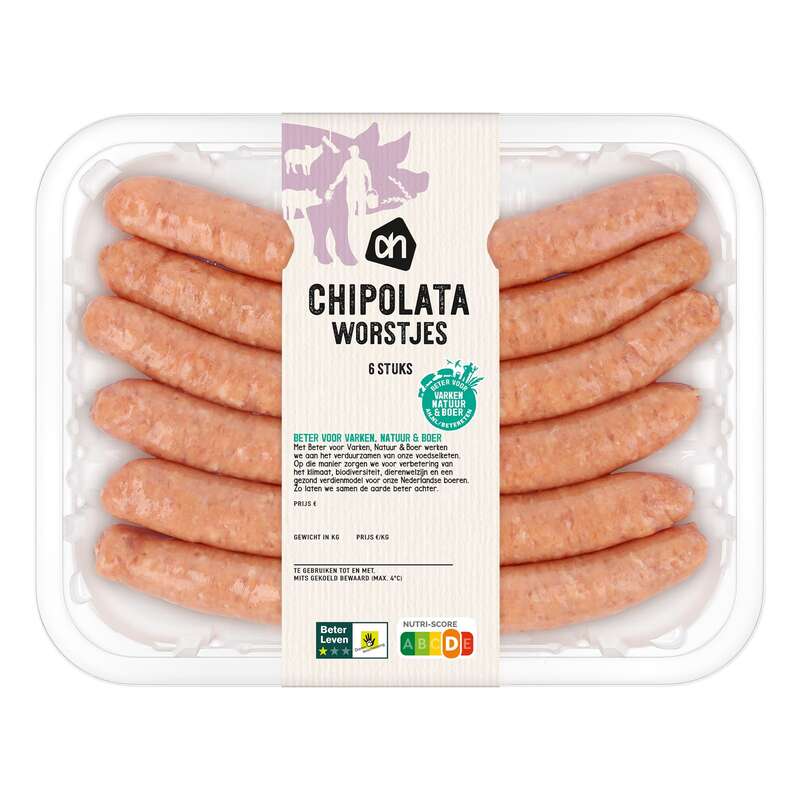 ah
CHIPOLATA
WORSTJES
6 STUKS
BETER VOOR
VARKEN
NATUUR
& BOER
AH.NL/BETERETEN
BETER VOOR VARKEN, NATUUR & BOER
Met Beter voor Varken, Natuur & Boer werken
we aan het verduurzamen van onze voedselketen.
Op die manier zorgen we voor verbetering van
het klimaat, biodiversiteit, dierenwelzijn en een
gezond verdienmodel voor onze Nederlandse boeren.
Zo laten we samen de aarde beter achter.
PRIJS €
GEWICHT IN KG PRIJS €/KG
TE GEBRUIKEN TOT EN MET,
MITS GEKOELD BEWAARD (MAX. 4°C)
Beter
Leven
NUTRI-SCORE
A B C D E